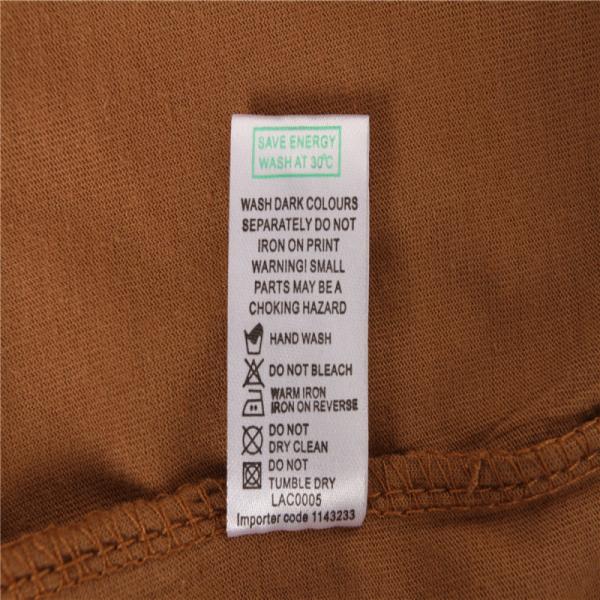 SAVE ENERGY
WASH AT 30°C
WASH DARK COLOURS
SEPARATELY DO NOT
IRON ON PRINT
WARNING! SMALL
PARTS MAY BE A
CHOKING HAZARD
HAND WASH
DO NOT BLEACH
WARM IRON
IRON ON REVERSE
DO NOT
DRY CLEAN
DO NOT
TUMBLE DRY
LAC0005
Importer code 1143233